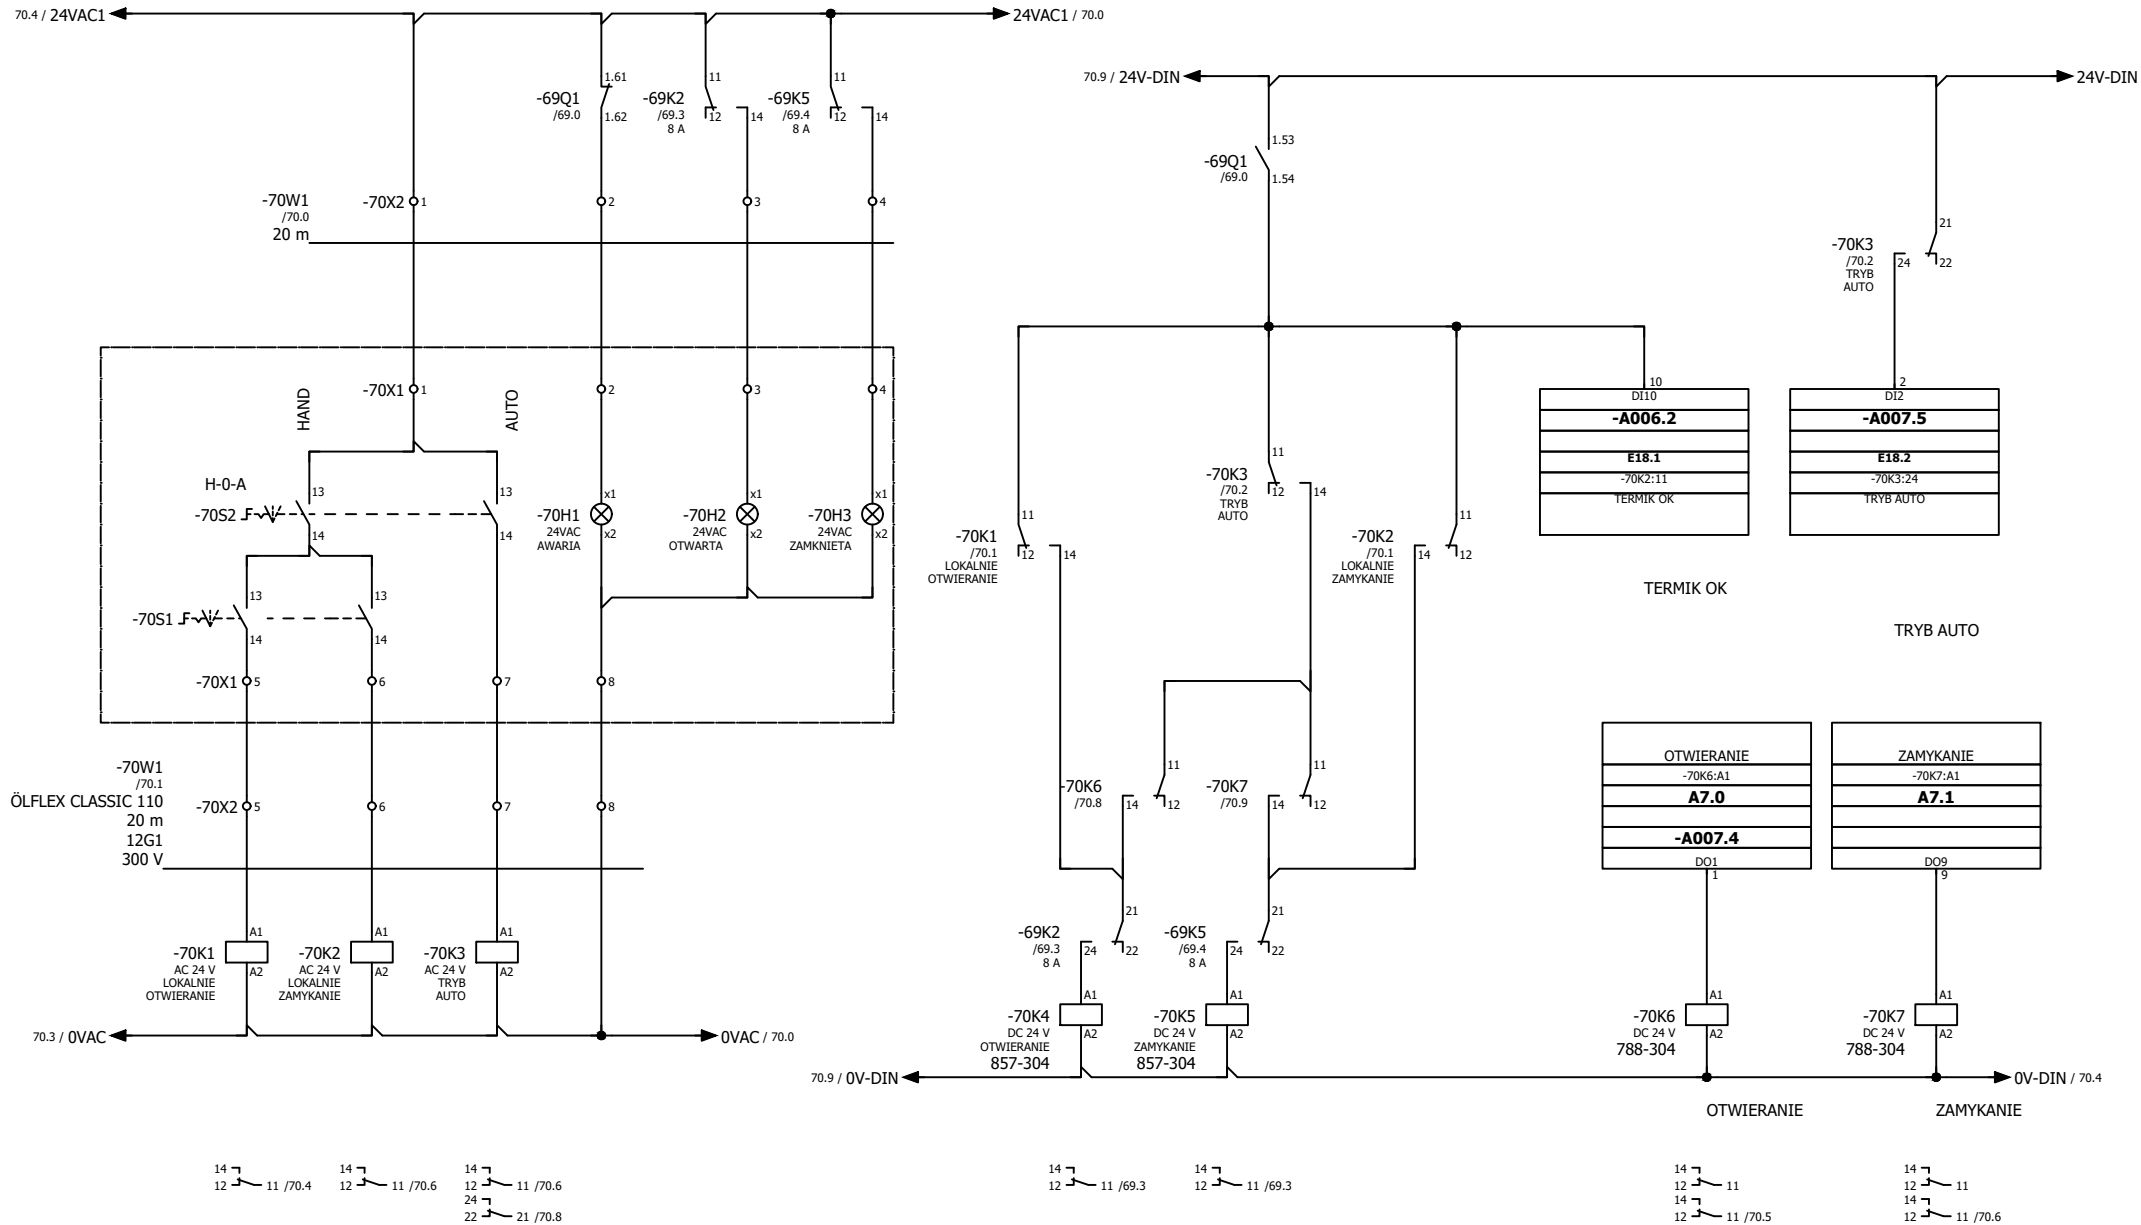 70.4 / 24VAC1
24VAC1 / 70.0
70.9 / 24V-DIN
24V-DIN
-69Q1
/69.0
1.61
1.62
-69K2
/69.3
8 A
11
12
14
-69K5
/69.4
8 A
11
12
14
-69Q1
/69.0
1.53
1.54
-70W1
/70.0
20 m
-70X2
1
2
3
4
-70K3
/70.2
TRYB
AUTO
21
24
22
-70X1
1
2
3
4
HAND
AUTO
H-0-A
-70S2
13
14
13
14
-70H1
24VAC
AWARIA
x1
x2
-70H2
24VAC
OTWARTA
x1
x2
-70H3
24VAC
ZAMKNIETA
x1
x2
-70S1
13
14
13
14
-70X1
5
6
7
8
-70K1
/70.1
LOKALNIE
OTWIERANIE
11
12
14
-70K3
/70.2
TRYB
AUTO
11
12
14
-70K2
/70.1
LOKALNIE
ZAMYKANIE
11
14
12
10
DI10
-A006.2
E18.1
-70K2:11
TERMIK OK
2
DI2
-A007.5
E18.2
-70K3:24
TRYB AUTO
TERMIK OK
TRYB AUTO
-70W1
/70.1
ÖLFLEX CLASSIC 110
20 m
12G1
300 V
-70X2
5
6
7
8
-70K6
/70.8
11
14
12
-70K7
/70.9
11
14
12
OTWIERANIE
-70K6:A1
A7.0
-A007.4
DO1
1
ZAMYKANIE
-70K7:A1
A7.1
DO9
9
-70K1
AC 24 V
LOKALNIE
OTWIERANIE
A1
A2
-70K2
AC 24 V
LOKALNIE
ZAMYKANIE
A1
A2
-70K3
AC 24 V
TRYB
AUTO
A1
A2
-69K2
/69.3
8 A
21
24
22
-69K5
/69.4
8 A
21
24
22
-70K4
DC 24 V
OTWIERANIE
857-304
A1
A2
-70K5
DC 24 V
ZAMYKANIE
857-304
A1
A2
-70K6
DC 24 V
788-304
A1
A2
-70K7
DC 24 V
788-304
A1
A2
70.3 / 0VAC
0VAC / 70.0
70.9 / 0V-DIN
0V-DIN / 70.4
OTWIERANIE
ZAMYKANIE
14
12 11 /70.4
14
12 11 /70.6
14
12 11 /70.6
24
22 21 /70.8
14
12 11 /69.3
14
12 11 /69.3
14
12 11
14
12 11 /70.5
14
12 11
14
12 11 /70.6